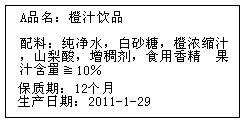 A品名：橙汁饮品
配料：纯净水，白砂糖，橙浓缩汁
，山梨酸，增稠剂，食用香精　果
汁含量≧10%
保质期：12个月
生产日期：2011-1-29